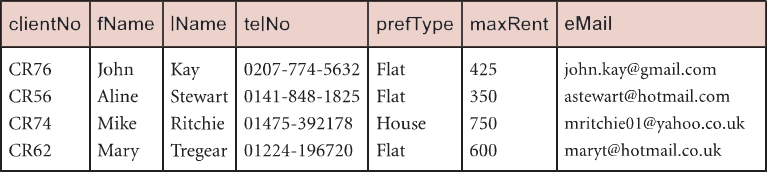 clientNo fName lName telNo prefType maxRent eMail
CR76 John Kay 0207-774-5632 Flat 425 john.kay@gmail.com
CR56 Aline Stewart 0141-848-1825 Flat 350 astewart@hotmail.com
CR74 Mike Ritchie 01475-392178 House 750 mritchie01@yahoo.co.uk
CR62 Mary Tregear 01224-196720 Flat 600 maryt@hotmail.co.uk